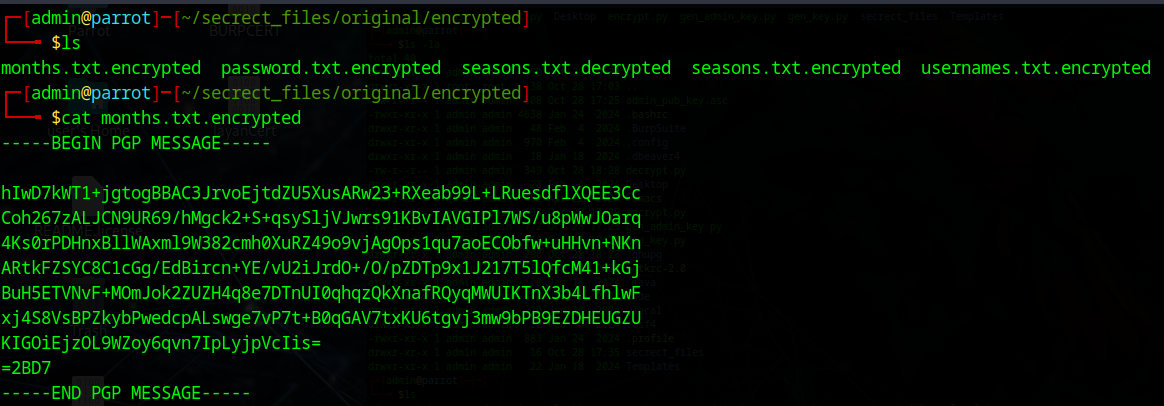 [admin@parrot]-[~/secrect_files/original/encrypted]
$ls
months.txt.encrypted password.txt.encrypted seasons.txt.decrypted seasons.txt.encrypted usernames.txt.encrypted
[admin@parrot]-[~/secrect_files/original/encrypted]
$cat months.txt.encrypted
-----BEGIN PGP MESSAGE-----
hIwD7kWT1+jgtogBBAC3JrvoEjtdZU5XusARw23+RXeab99L+LRuesdflXQEE3Cc
Coh267zALJCN9UR69/hMgck2+S+qsySljVJwrs91KBvIAVGIPl7WS/u8pWwJOarq
4Ks0rPDHnxBllWAxml9W382cmh0XuRZ49o9vjAgOps1qu7aoECObfw+uHHvn+NKn
ARtkFZSYC8C1cGg/EdBircn+YE/vU2iJrdO+/O/pZDTp9x1J217T5lQfcM41+kGj
BuH5ETVNvF+MOmJok2ZUZH4q8e7DTnUI0qhqzQkXnafRQyqMWUIKTnX3b4LfhlwF
xj4S8VsBPZkybPwedcpALswge7vP7t+B0qGAV7txKU6tgvj3mw9bPB9EZDHEUGZU
KIGOiEjzOL9WZoy6qvn7IpLyjpVcIis=
=2BD7
-----END PGP MESSAGE-----